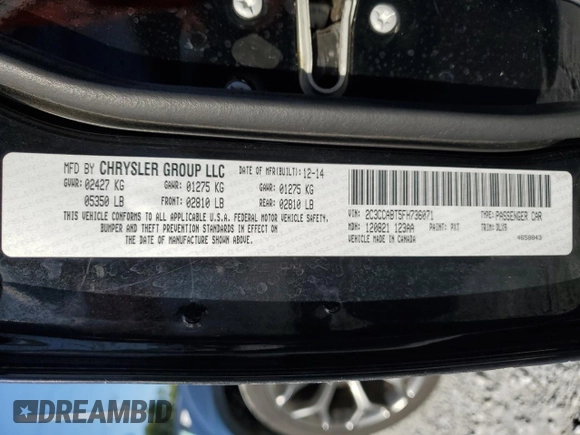 MFD BY CHRYSLER GROUP LLC DATE OF MFR(BUILT): 12-14
GVWR: 02427 KG GAWR: 01275 KG GAWR: 01275 KG
05350 LB FRONT: 02810 LB REAR: 02810 LB
THIS VEHICLE CONFORMS TO ALL APPLICABLE U.S.A. FEDERAL MOTOR VEHICLE SAFETY,
BUMPER AND THEFT PREVENTION STANDARDS IN EFFECT ON
THE DATE OF MANUFACTURE SHOWN ABOVE.
VIN: 2C3CCABT5FH738071 TYPE: PASSENGER CAR
MDH: 120821 123AA PAINT: PXT TRIM: DLX9
VEHICLE MADE IN CANADA 4658843
DREAMBID